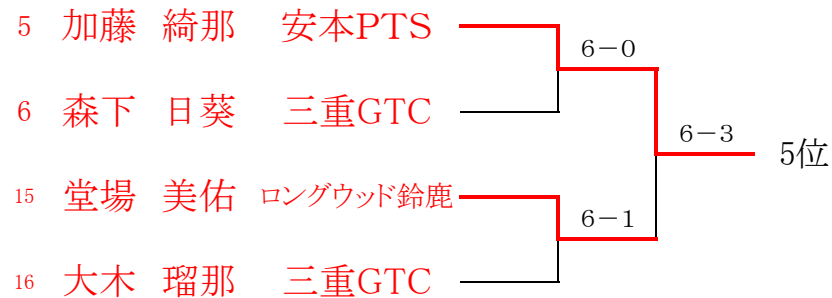 5 加藤 綺那 安本PTS
6-0
6 森下 日葵 三重GTC
6-3
5位
15 堂場 美佑 ロングウッド鈴鹿
6-1
16 大木 瑠那 三重GTC